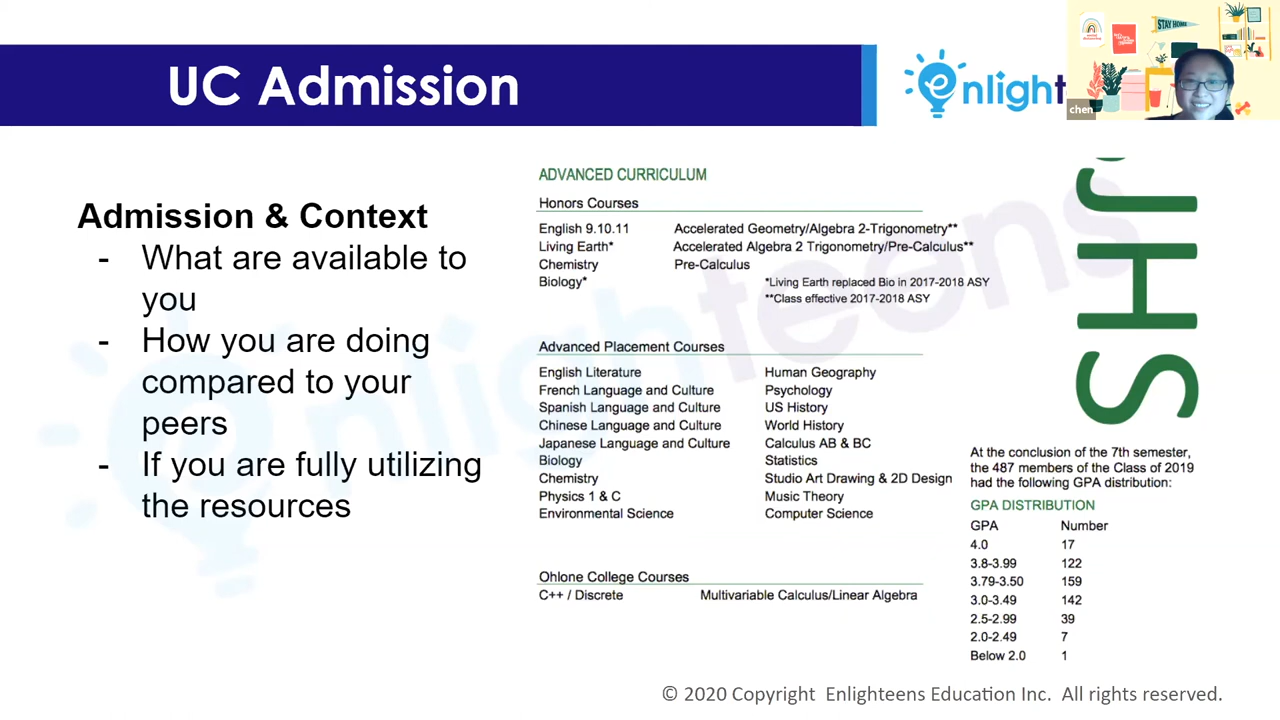 UC Admission
enlight
STAY HOME
chen
Admission & Context
- What are available to
you
- How you are doing
compared to your
peers
- If you are fully utilizing
the resources
ADVANCED CURRICULUM
Honors Courses
English 9.10.11 Accelerated Geometry/Algebra 2-Trigonometry**
Living Earth* Accelerated Algebra 2 Trigonometry/Pre-Calculus**
Chemistry Pre-Calculus
Biology* *Living Earth replaced Bio in 2017-2018 ASY
**Class effective 2017-2018 ASY
Advanced Placement Courses
English Literature Human Geography
French Language and Culture Psychology
Spanish Language and Culture US History
Chinese Language and Culture World History
Japanese Language and Culture Calculus AB & BC
Biology Statistics
Chemistry Studio Art Drawing & 2D Design
Physics 1 & C Music Theory
Environmental Science Computer Science
Ohlone College Courses
C++ / Discrete Multivariable Calculus/Linear Algebra
SHS
At the conclusion of the 7th semester,
the 487 members of the Class of 2019
had the following GPA distribution:
GPA DISTRIBUTION
GPA Number
4.0 17
3.8-3.99 122
3.79-3.50 159
3.0-3.49 142
2.5-2.99 39
2.0-2.49 7
Below 2.0 1
enlighteens
© 2020 Copyright Enlighteens Education Inc. All rights reserved.